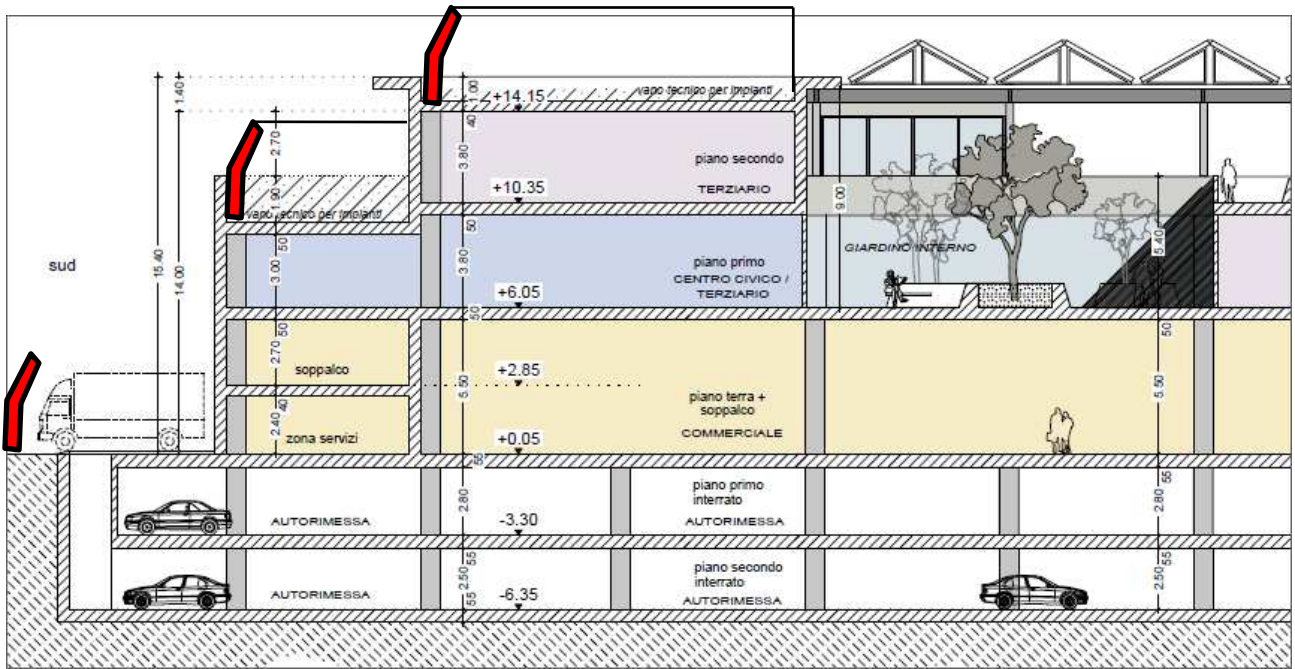 1.40
1.00
+14.15
vano tecnico per impianti
40
2.70
3.80
piano secondo
TERZIARIO
+10.35
1.90
vano tecnico per impianti
9.00
50
50
sud
15.40
14.00
3.00
3.80
piano primo
CENTRO CIVICO /
TERZIARIO
GIARDINO INTERNO
5.40
+6.05
50
50
50
2.70
soppalco
+2.85
5.50
5.50
piano terra +
soppalco
COMMERCIALE
40
2.40
zona servizi
+0.05
55
55
2.80
2.80
piano primo
interrato
AUTORIMESSA
-3.30
AUTORIMESSA
55
55
2.50
2.50
piano secondo
interrato
AUTORIMESSA
-6.35
AUTORIMESSA
55
55